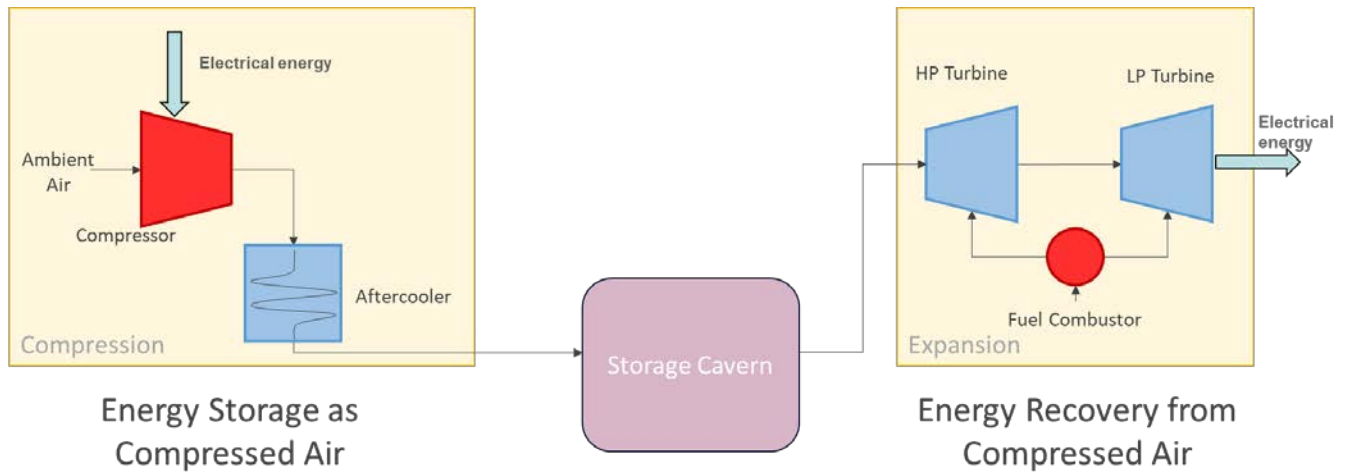 Electrical energy
Ambient
Air
Compressor
Aftercooler
Compression
Energy Storage as
Compressed Air
Storage Cavern
HP Turbine
LP Turbine
Electrical
energy
Fuel Combustor
Expansion
Energy Recovery from
Compressed Air